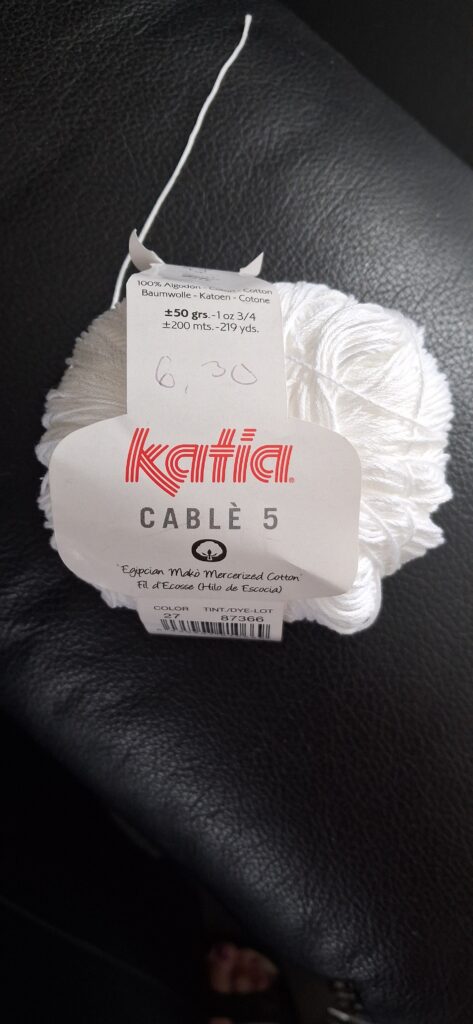 100% Algodón - Cotton
Baumwolle - Katoen - Cotone
±50 grs.-1 oz 3/4
±200 mts.-219 yds.
6,30
katia
CABLÈ 5
"Egipcian Makò Mercerized Cotton"
Fil d'Ecosse (Hilo de Escocia)
COLOR TINT./DYE-LOT
27 87366